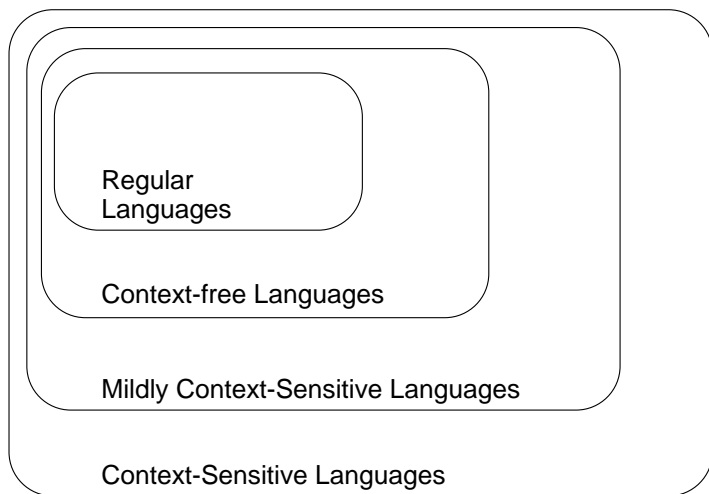 Regular
Languages
Context-free Languages
Mildly Context-Sensitive Languages
Context-Sensitive Languages